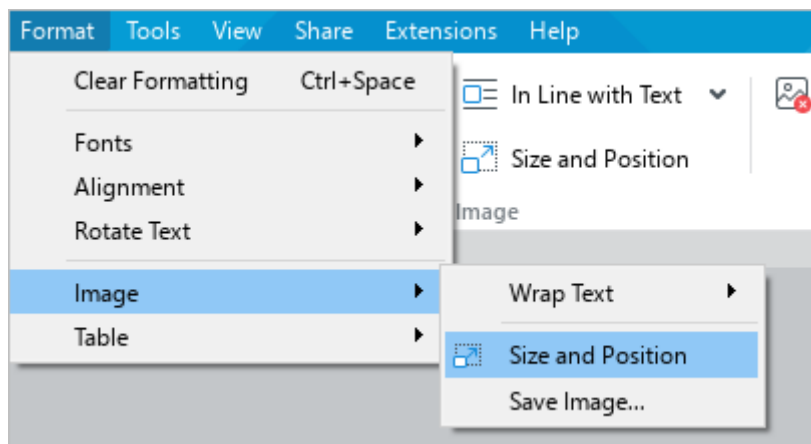 Format Tools View Share Extensions Help
Clear Formatting Ctrl+Space
In Line with Text
Fonts
Size and Position
Alignment
Image
Rotate Text
Image
Wrap Text
Table
Size and Position
Save Image...